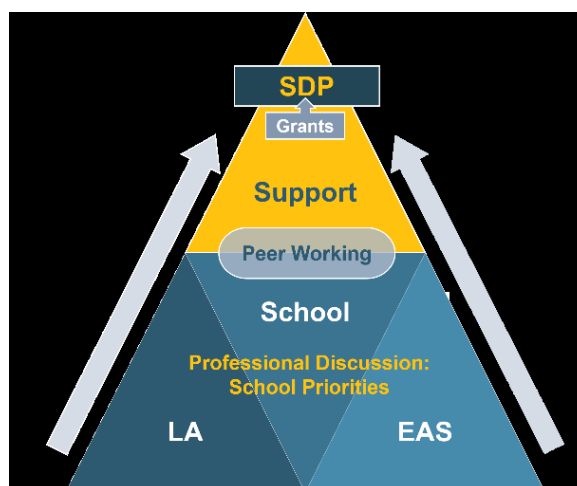 SDP
Grants
Support
Peer Working
School
Professional Discussion:
School Priorities
LA
EAS